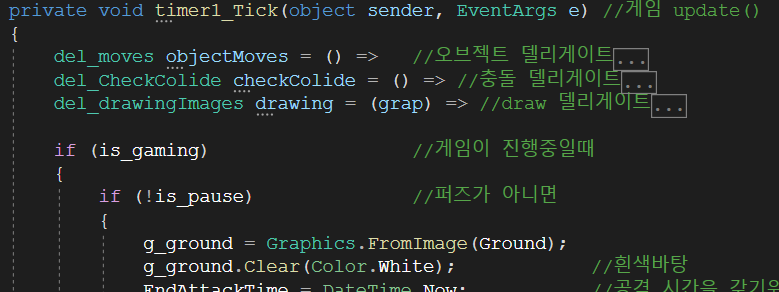 private void timer1_Tick(object sender, EventArgs e) //게임 update()
{
del_moves objectMoves = () => //오브젝트 델리게이트...
del_CheckColide checkColide = () => //충돌 델리게이트...
del_drawingImages drawing = (grap) => //draw 델리게이트...
if (is_gaming) //게임이 진행중일때
{
if (!is_pause) //퍼즈가 아니면
{
g_ground = Graphics.FromImage(Ground);
g_ground.Clear(Color.White); //흰색바탕
EndAttackTime = DateTime.Now; //공격 시간을